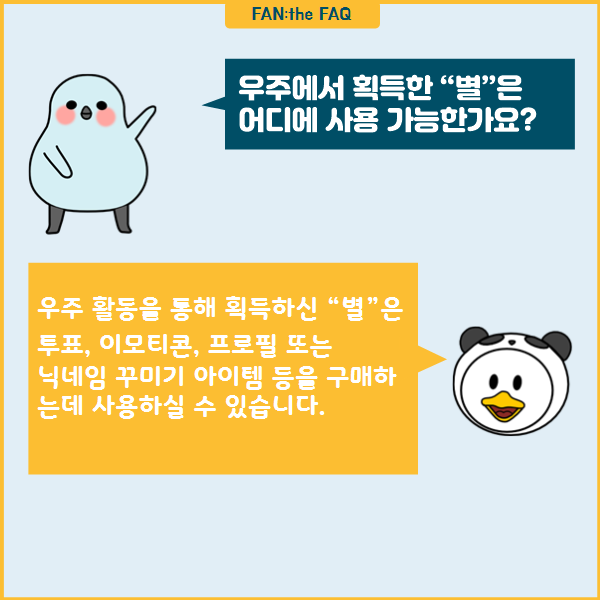 FAN:the FAQ
우주에서 획득한 “별”은
어디에 사용 가능한가요?
우주 활동을 통해 획득하신 “별”은
투표, 이모티콘, 프로필 또는
닉네임 꾸미기 아이템 등을 구매하
는데 사용하실 수 있습니다.